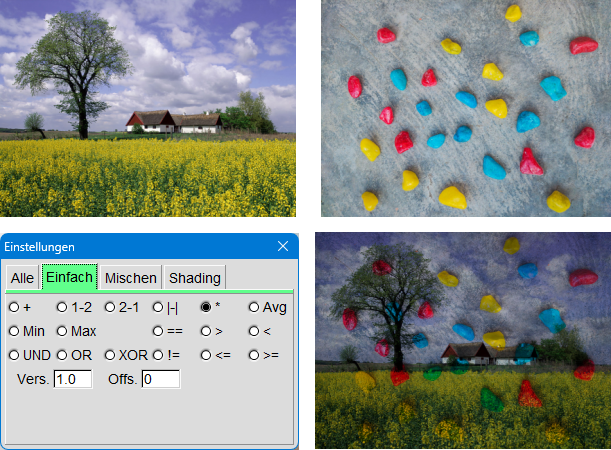 Einstellungen
Alle Einfach Mischen Shading
+ 1-2 2-1 |-| * Avg
Min Max == > <
UND OR XOR != <= >=
Vers. 1.0 Offs. 0